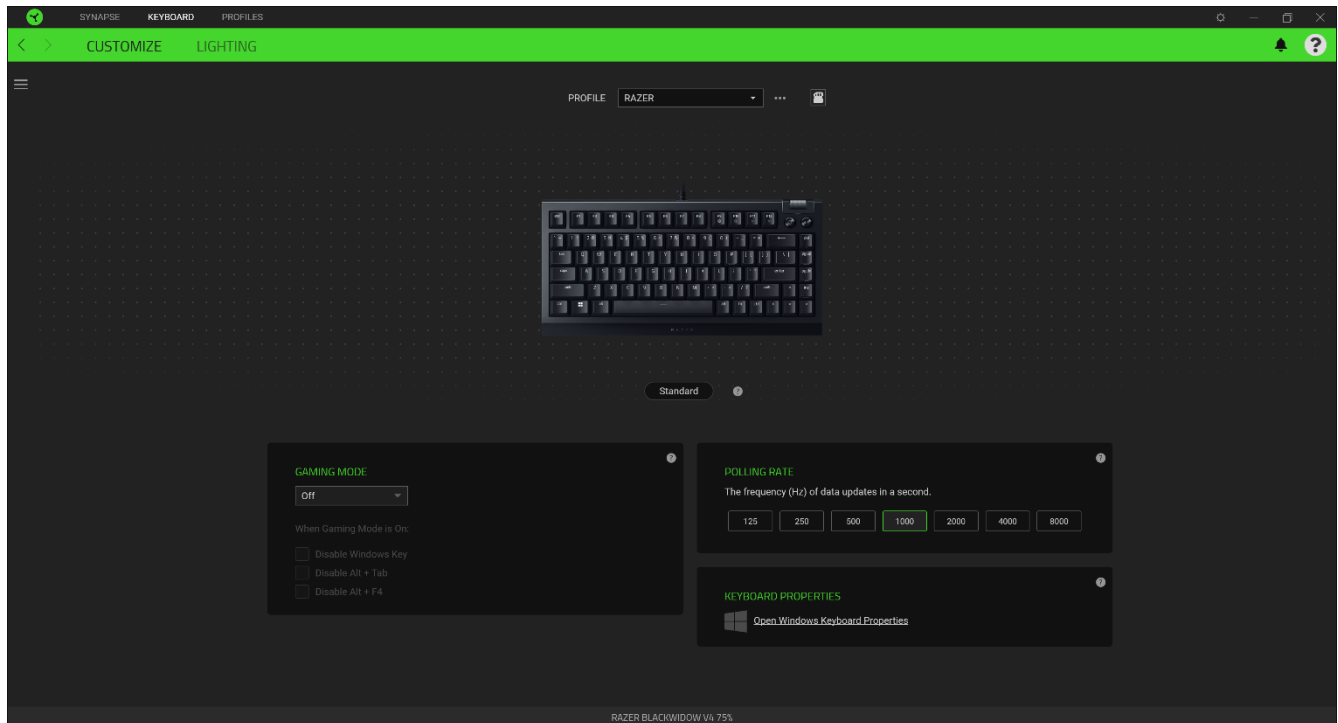 SYNAPSE KEYBOARD PROFILES
CUSTOMIZE LIGHTING
PROFILE RAZER
Standard
GAMING MODE
Off
When Gaming Mode is On:
Disable Windows Key
Disable Alt + Tab
Disable Alt + F4
POLLING RATE
The frequency (Hz) of data updates in a second.
125 250 500 1000 2000 4000 8000
KEYBOARD PROPERTIES
Open Windows Keyboard Properties
RAZER BLACKWIDOW V4 75%